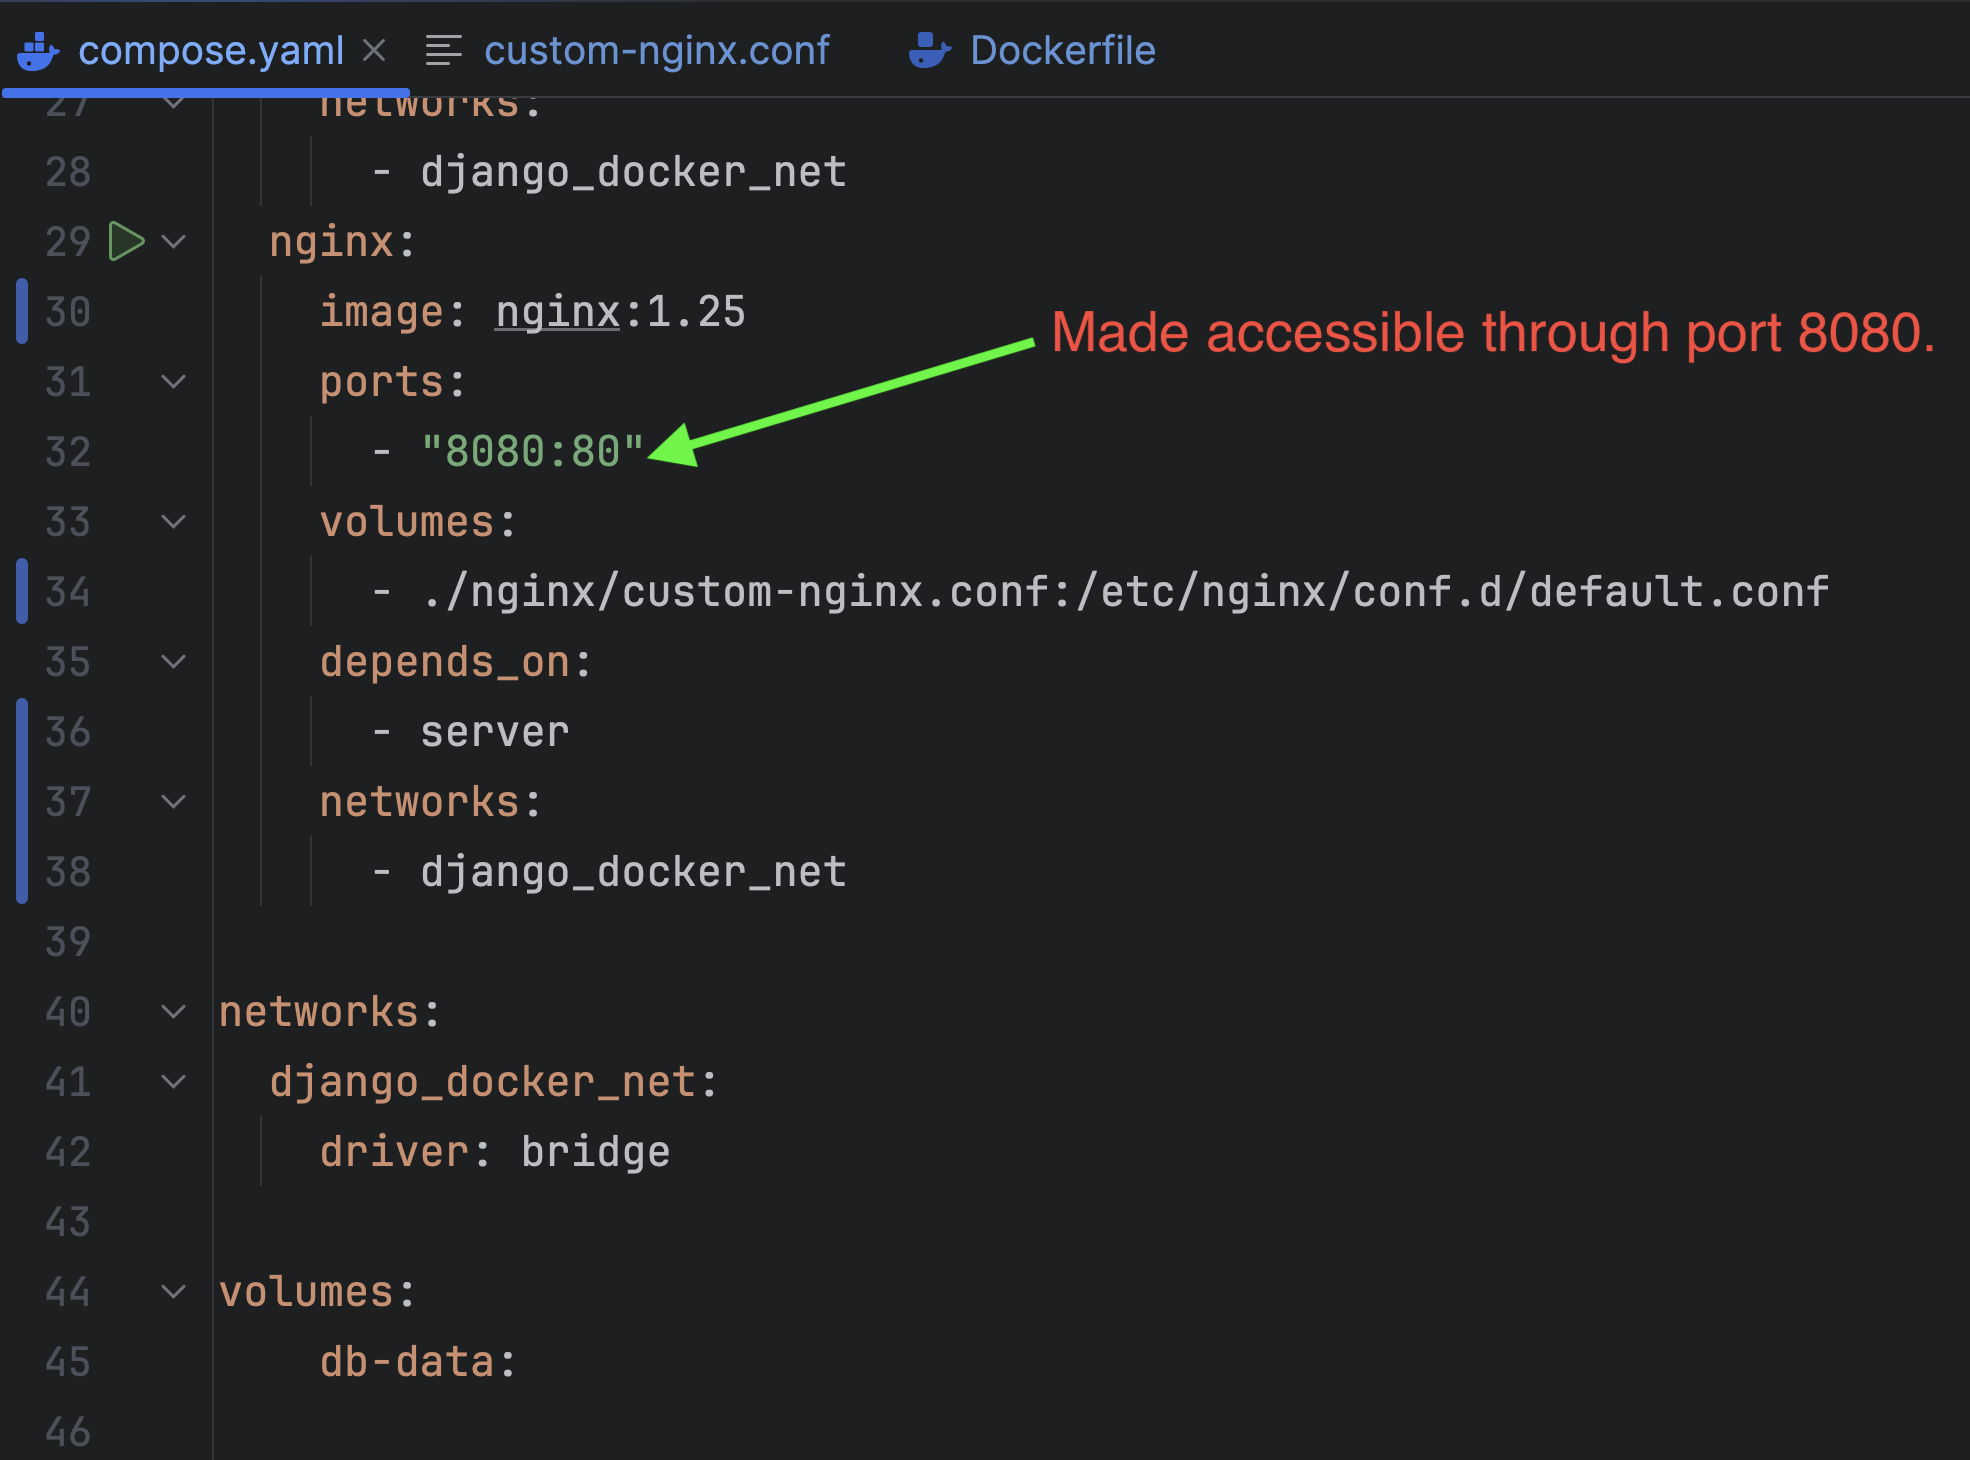 compose.yaml custom-nginx.conf Dockerfile
27 networks:
28 - django_docker_net
29 nginx:
30 image: nginx:1.25
Made accessible through port 8080.
31 ports:
32 - "8080:80"
33 volumes:
34 - ./nginx/custom-nginx.conf:/etc/nginx/conf.d/default.conf
35 depends_on:
36 - server
37 networks:
38 - django_docker_net
39
40 networks:
41 django_docker_net:
42 driver: bridge
43
44 volumes:
45 db-data:
46